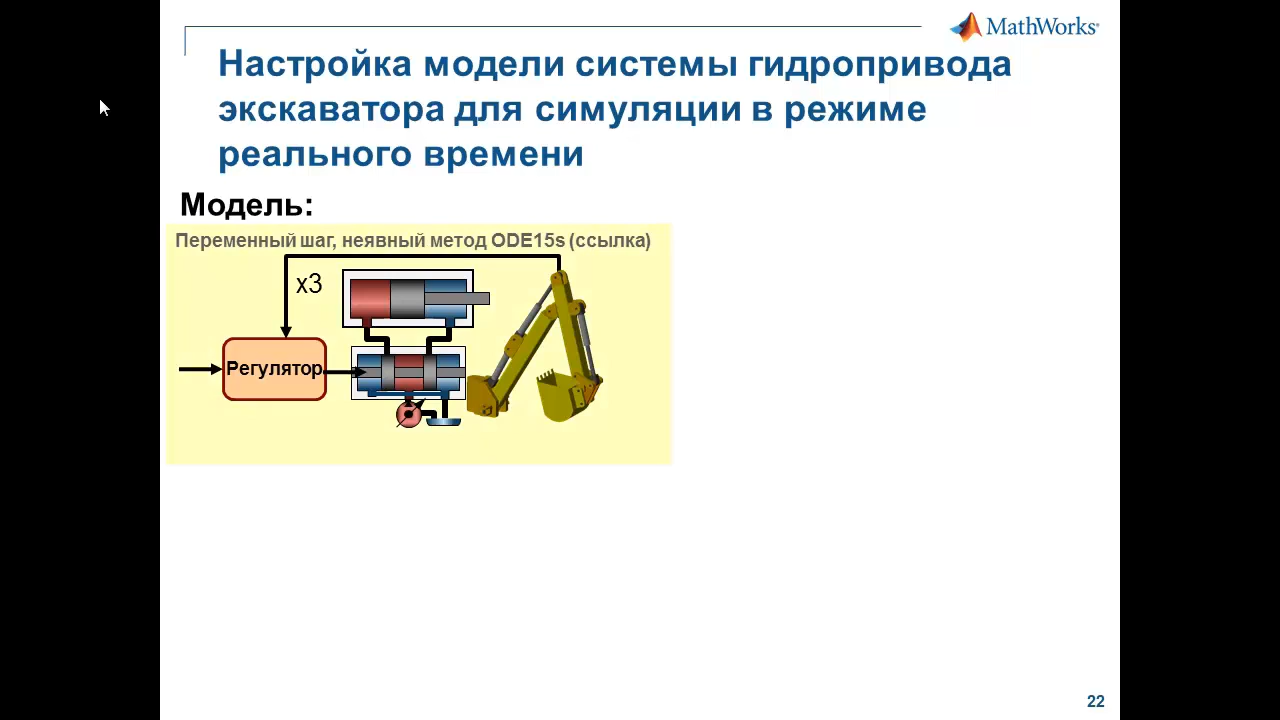 MathWorks®
Настройка модели системы гидропривода
экскаватора для симуляции в режиме
реального времени
Модель:
Переменный шаг, неявный метод ODE15s (ссылка)
x3
Регулятор
22